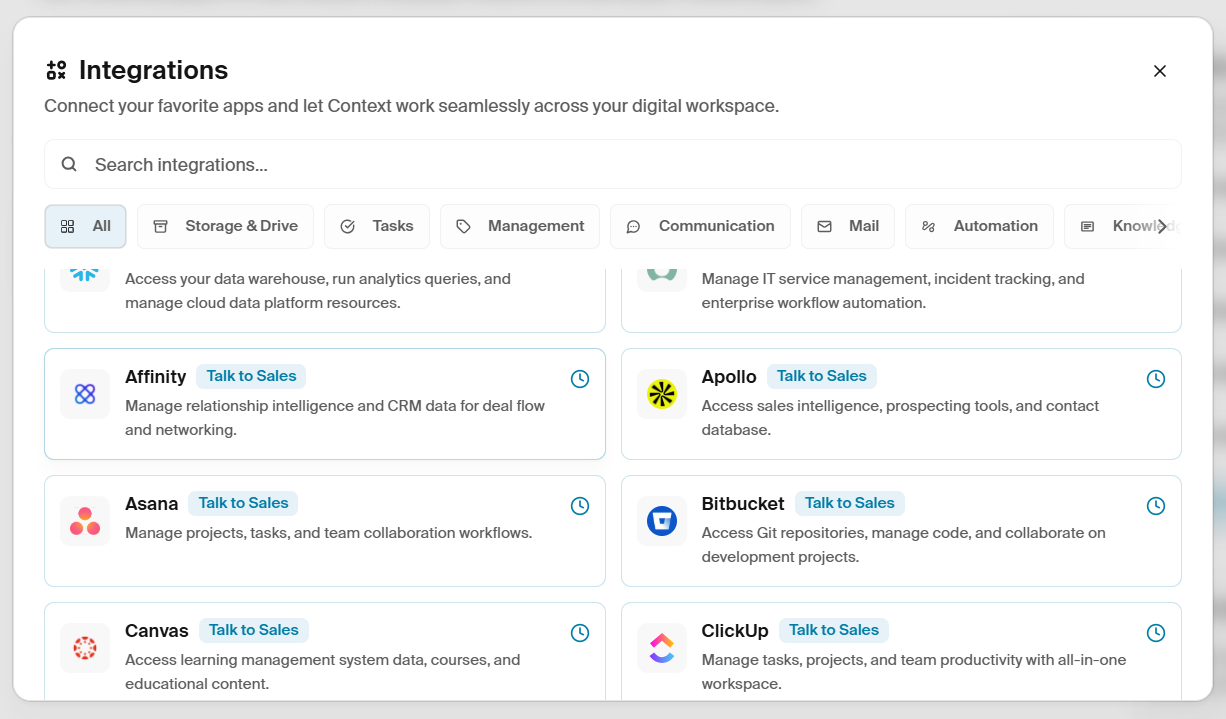 Integrations
Connect your favorite apps and let Context work seamlessly across your digital workspace.
Search integrations...
All
Storage & Drive
Tasks
Management
Communication
Mail
Automation
Access your data warehouse, run analytics queries, and
manage cloud data platform resources.
Manage IT service management, incident tracking, and
enterprise workflow automation.
Affinity Talk to Sales
Manage relationship intelligence and CRM data for deal flow
and networking.
Apollo Talk to Sales
Access sales intelligence, prospecting tools, and contact
database.
Asana Talk to Sales
Manage projects, tasks, and team collaboration workflows.
Bitbucket Talk to Sales
Access Git repositories, manage code, and collaborate on
development projects.
Canvas Talk to Sales
Access learning management system data, courses, and
educational content.
ClickUp Talk to Sales
Manage tasks, projects, and team productivity with all-in-one
workspace.